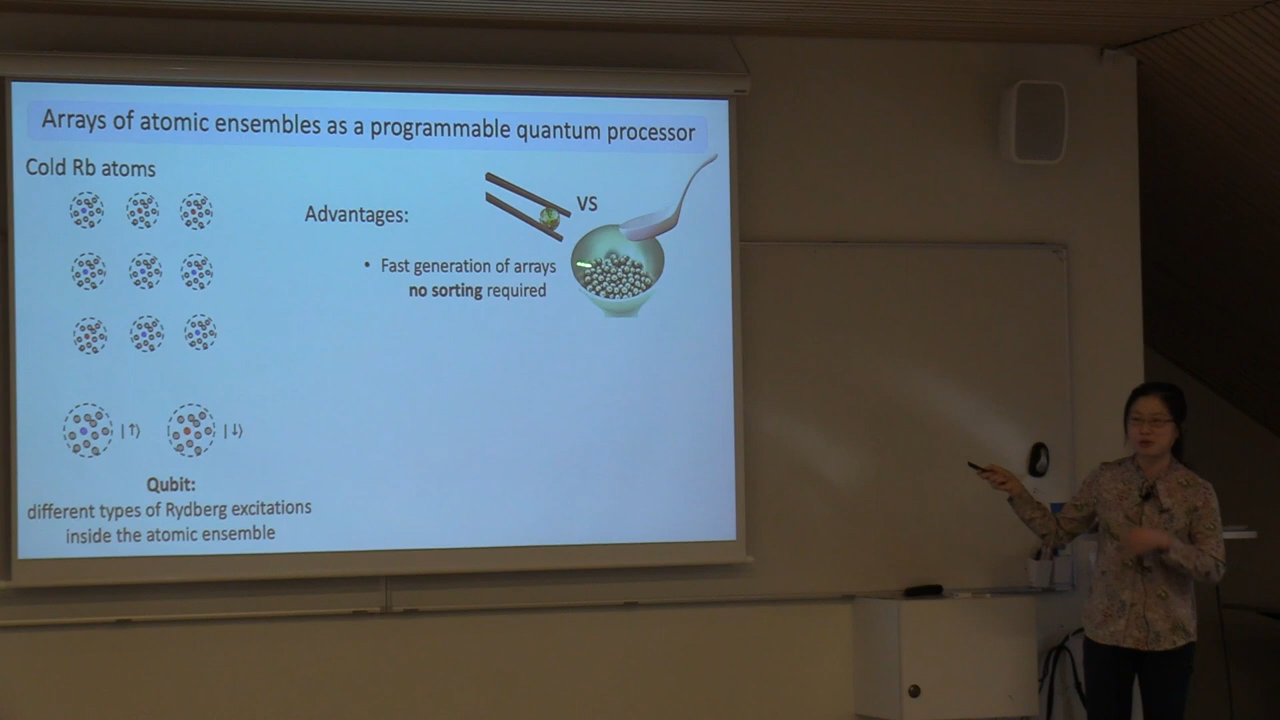 Arrays of atomic ensembles as a programmable quantum processor
Cold Rb atoms
Advantages:
vs
• Fast generation of arrays
no sorting required
|↑⟩
|↓⟩
Qubit:
different types of Rydberg excitations
inside the atomic ensemble